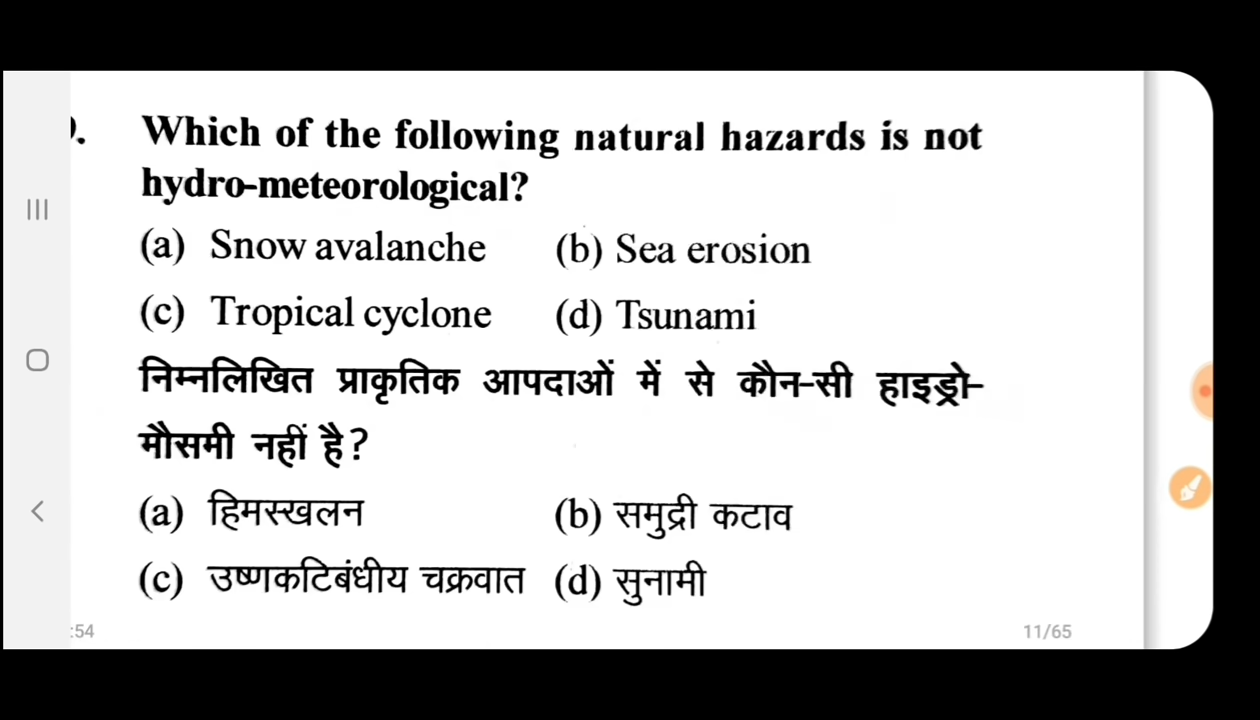 Which of the following natural hazards is not
hydro-meteorological?
(a) Snow avalanche (b) Sea erosion
(c) Tropical cyclone (d) Tsunami
निम्नलिखित प्राकृतिक आपदाओं में से कौन-सी हाइड्रो-
मौसमी नहीं है?
(a) हिमस्खलन (b) समुद्री कटाव
(c) उष्णकटिबंधीय चक्रवात (d) सुनामी
:54 11/65